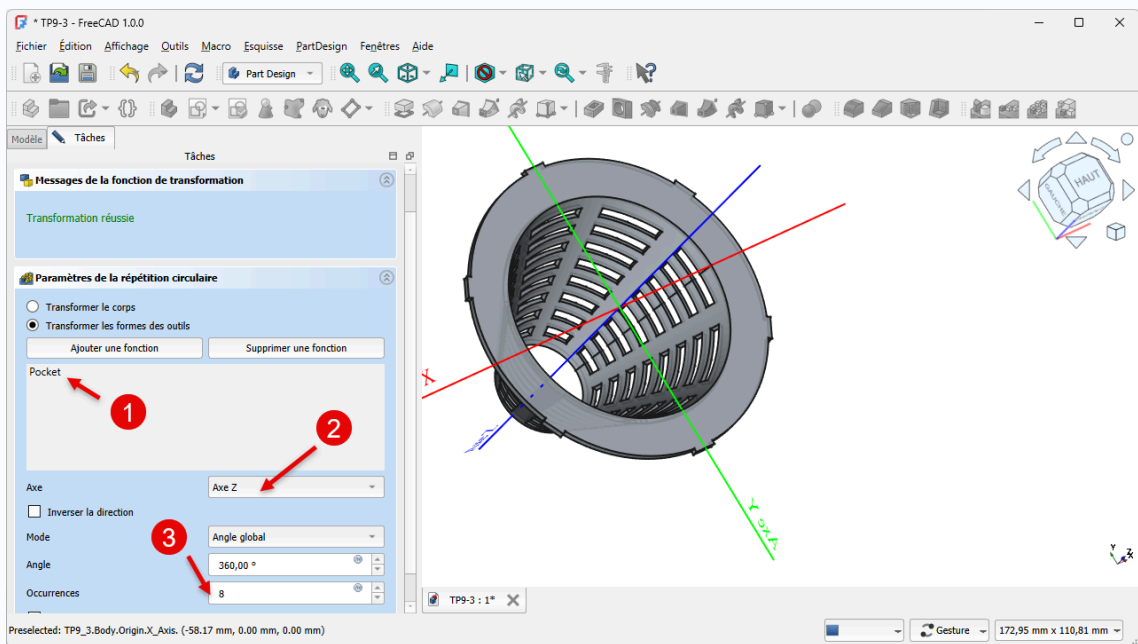 * TP9-3 - FreeCAD 1.0.0
Fichier Édition Affichage Outils Macro Esquisse PartDesign Fenêtres Aide
Part Design
Modèle Tâches
Tâches
Messages de la fonction de transformation
Transformation réussie
Paramètres de la répétition circulaire
Transformer le corps
Transformer les formes des outils
Ajouter une fonction Supprimer une fonction
Pocket
1
2
Axe Axe Z
Inverser la direction
3
Mode Angle global
Angle 360,00 °
Occurrences 8
X
Axe Y
HAUT
GAUCHE
Y
Z
X
TP9-3 : 1*
Preselected: TP9_3.Body.Origin.X_Axis. (-58.17 mm, 0.00 mm, 0.00 mm)
Gesture 172,95 mm x 110,81 mm